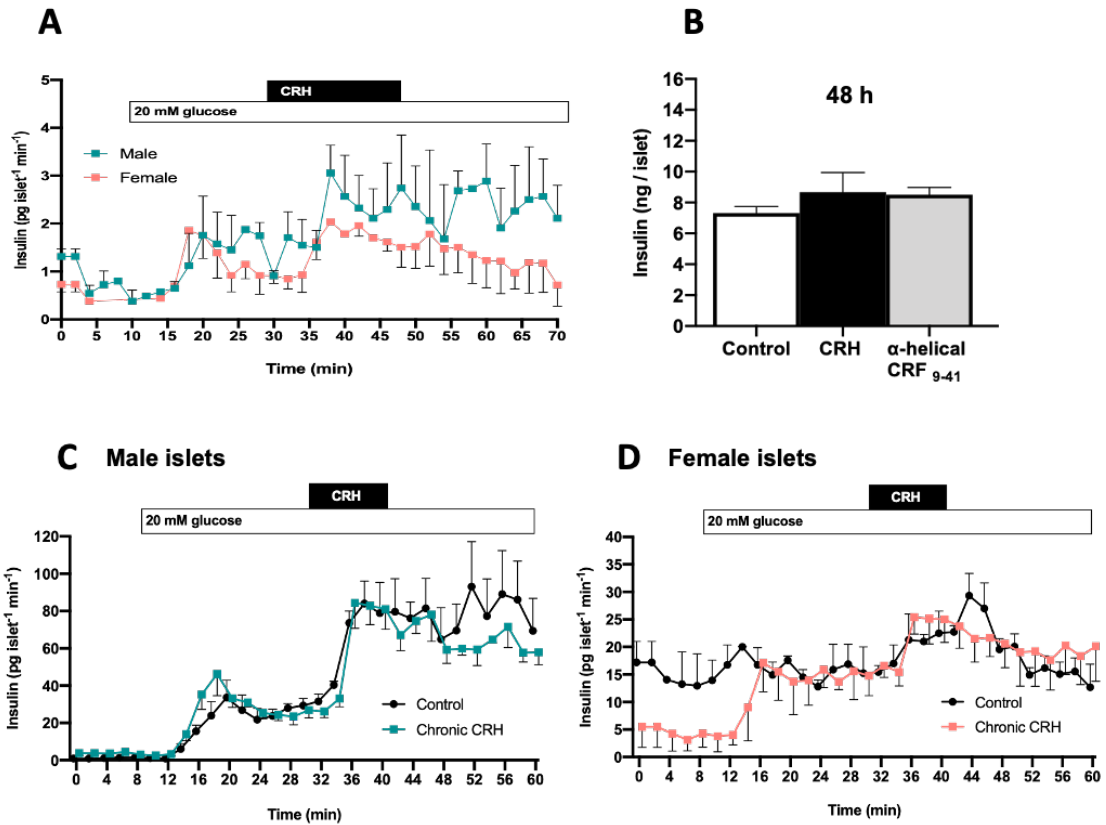 A
B
5
4
3
2
1
0
Insulin (pg islet⁻¹ min⁻¹)
CRH
20 mM glucose
Male
Female
0 5 10 15 20 25 30 35 40 45 50 55 60 65 70
Time (min)
48 h
16
14
12
10
8
6
4
2
0
Insulin (ng / islet)
Control CRH α-helical
CRF 9-41
C Male islets
CRH
20 mM glucose
120
100
80
60
40
20
0
Insulin (pg islet⁻¹ min⁻¹)
Control
Chronic CRH
0 4 8 12 16 20 24 28 32 36 40 44 48 52 56 60
Time (min)
D Female islets
CRH
20 mM glucose
40
35
30
25
20
15
10
5
0
Insulin (pg islet⁻¹ min⁻¹)
Control
Chronic CRH
0 4 8 12 16 20 24 28 32 36 40 44 48 52 56 60
Time (min)